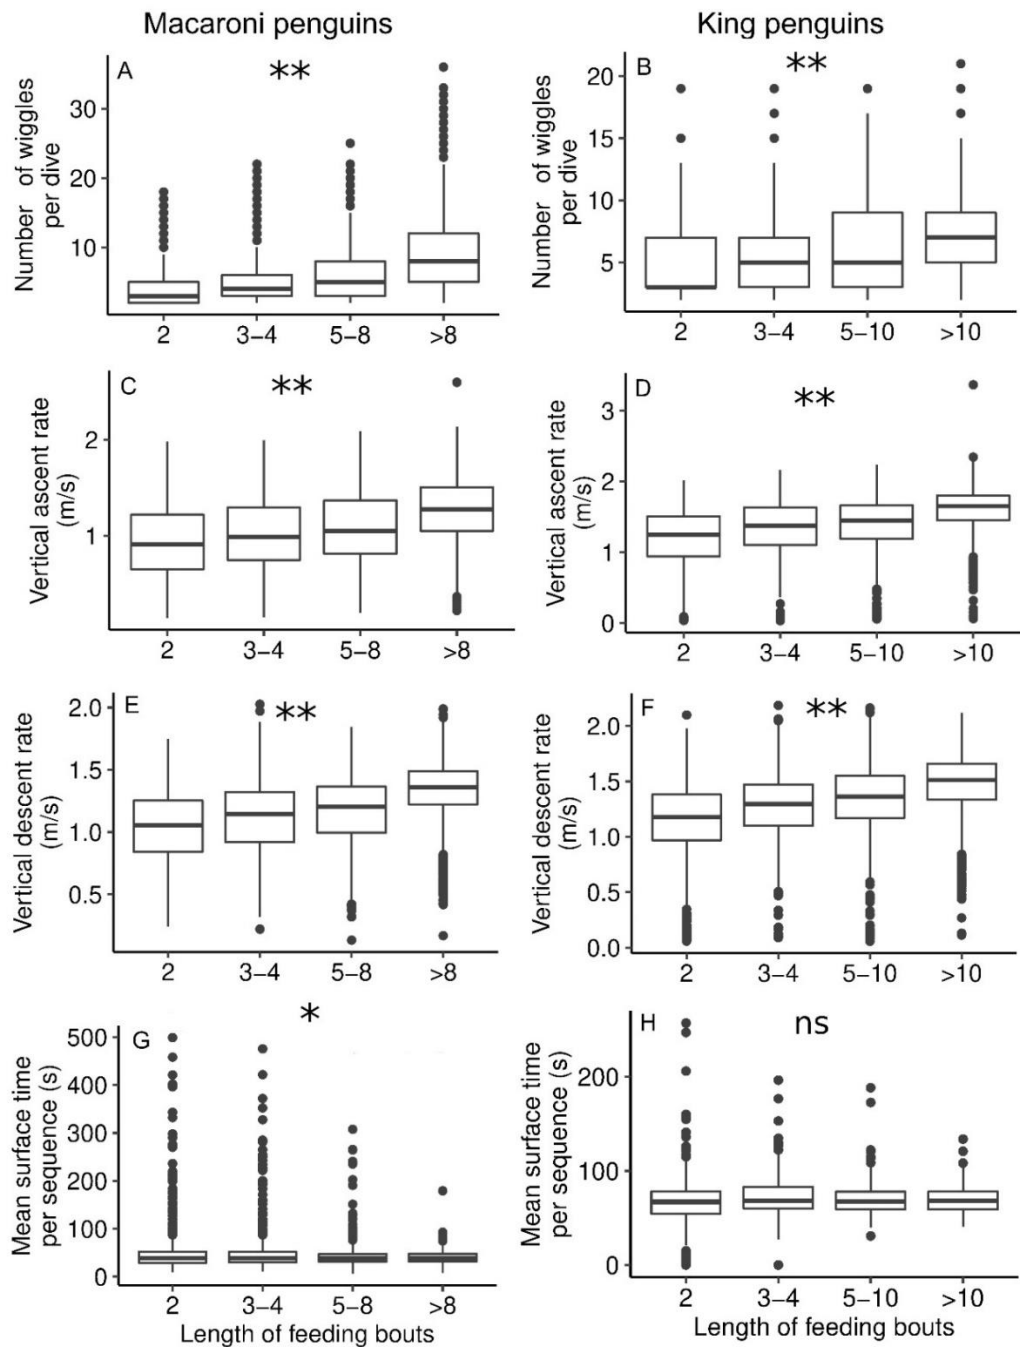 Macaroni penguins
King penguins
A
**
Number of wiggles
per dive
30
20
10
2 3-4 5-8 >8
B
**
Number of wiggles
per dive
20
15
10
5
2 3-4 5-10 >10
C
**
Vertical ascent rate
(m/s)
2
1
2 3-4 5-8 >8
D
**
Vertical ascent rate
(m/s)
3
2
1
0
2 3-4 5-10 >10
E
**
Vertical descent rate
(m/s)
2.0
1.5
1.0
0.5
2 3-4 5-8 >8
F
**
Vertical descent rate
(m/s)
2.0
1.5
1.0
0.5
0.0
2 3-4 5-10 >10
G
*
Mean surface time
per sequence (s)
500
400
300
200
100
0
2 3-4 5-8 >8
Length of feeding bouts
H
ns
Mean surface time
per sequence (s)
200
100
0
2 3-4 5-10 >10
Length of feeding bouts